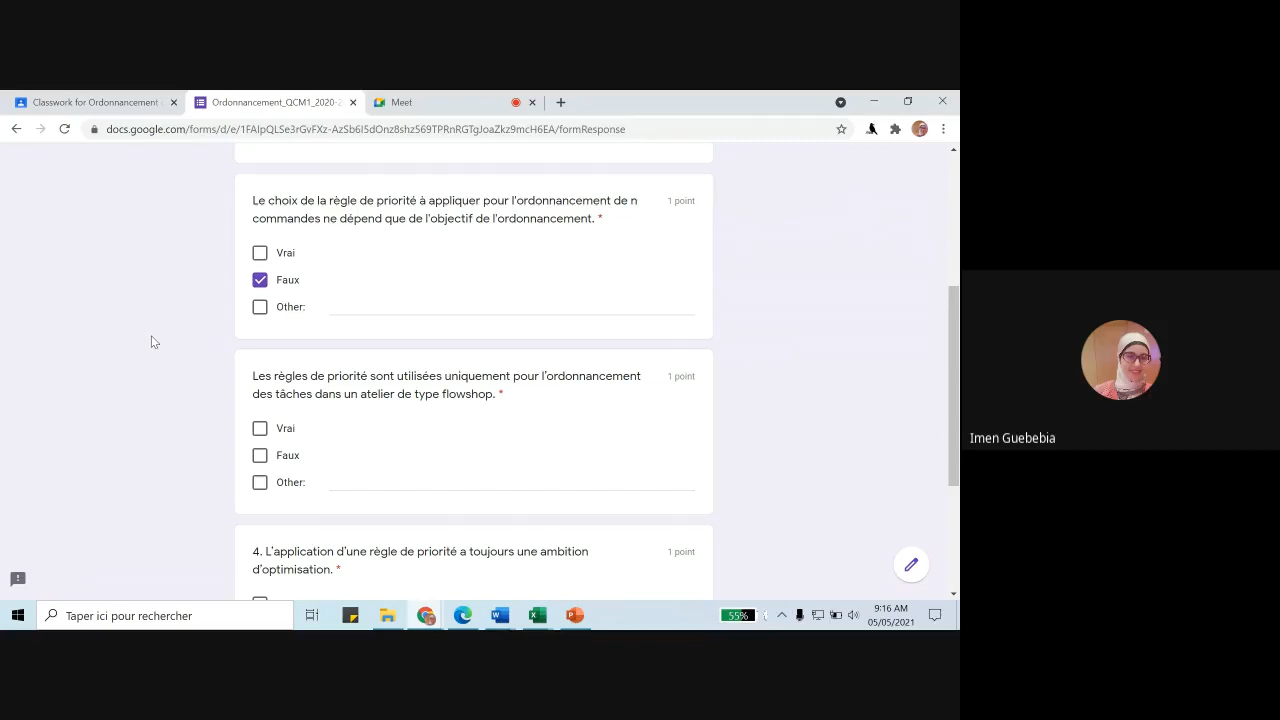 Classwork for Ordonnancement
Ordonnancement_QCM1_2020-2
Meet
docs.google.com/forms/d/e/1FAIpQLSe3rGvFXz-AzSb6I5dOnz8shz569TPRnRGTgJoaZkz9mcH6EA/formResponse
Le choix de la règle de priorité à appliquer pour l'ordonnancement de n
1 point
commandes ne dépend que de l'objectif de l'ordonnancement. *
Vrai
Faux
Other:
Les règles de priorité sont utilisées uniquement pour l'ordonnancement
1 point
des tâches dans un atelier de type flowshop. *
Vrai
Faux
Other:
4. L'application d'une règle de priorité a toujours une ambition
1 point
d'optimisation. *
Imen Guebebia
Taper ici pour rechercher
55%
9:16 AM
05/05/2021